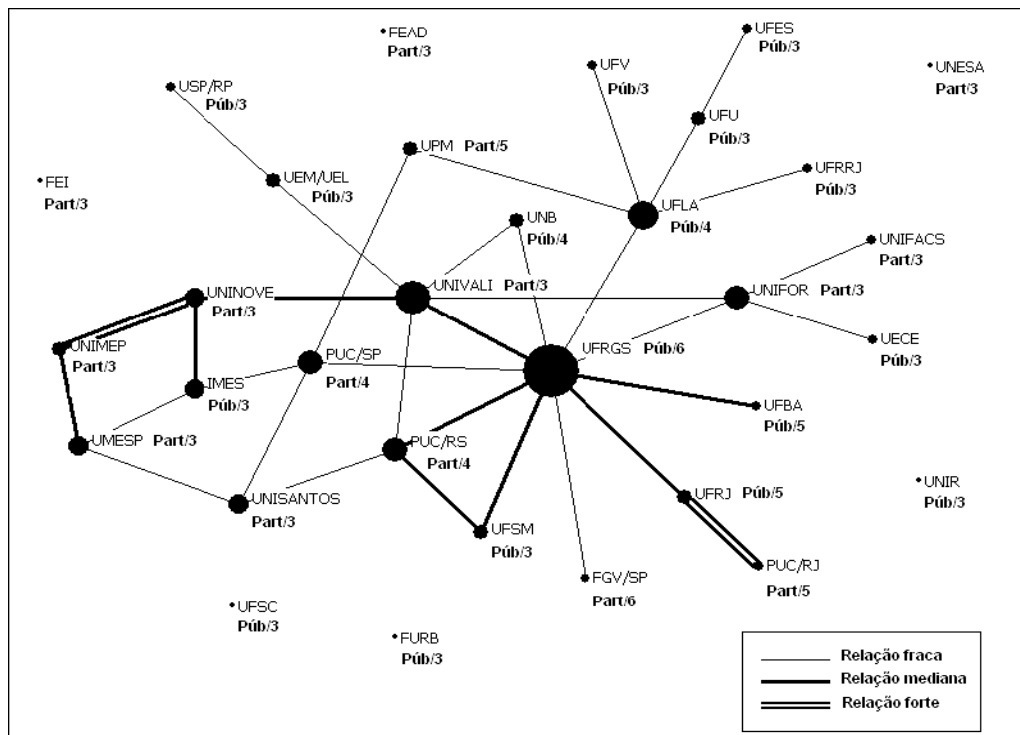 FEAD
Part/3
UFES
Púb/3
UFV
Púb/3
UNESA
Part/3
USP/RP
Púb/3
UFU
Púb/3
UPM Part/5
FEI
Part/3
UEM/UEL
Púb/3
UFRRJ
Púb/3
UFLA
Púb/4
UNB
Púb/4
UNIFACS
Part/3
UNIVALI Part/3
UNINOVE
Part/3
UNIFOR Part/3
UNIMEP
Part/3
PUC/SP
Part/4
UFRGS Púb/6
UECE
Púb/3
IMES
Púb/3
UFBA
Púb/5
UMESP Part/3
PUC/RS
Part/4
UNISANTOS
Part/3
UFRJ Púb/5
UNIR
Púb/3
UFSM
Púb/3
FGV/SP
Part/6
PUC/RJ
Part/5
UFSC
Púb/3
FURB
Púb/3
Relação fraca
Relação mediana
Relação forte